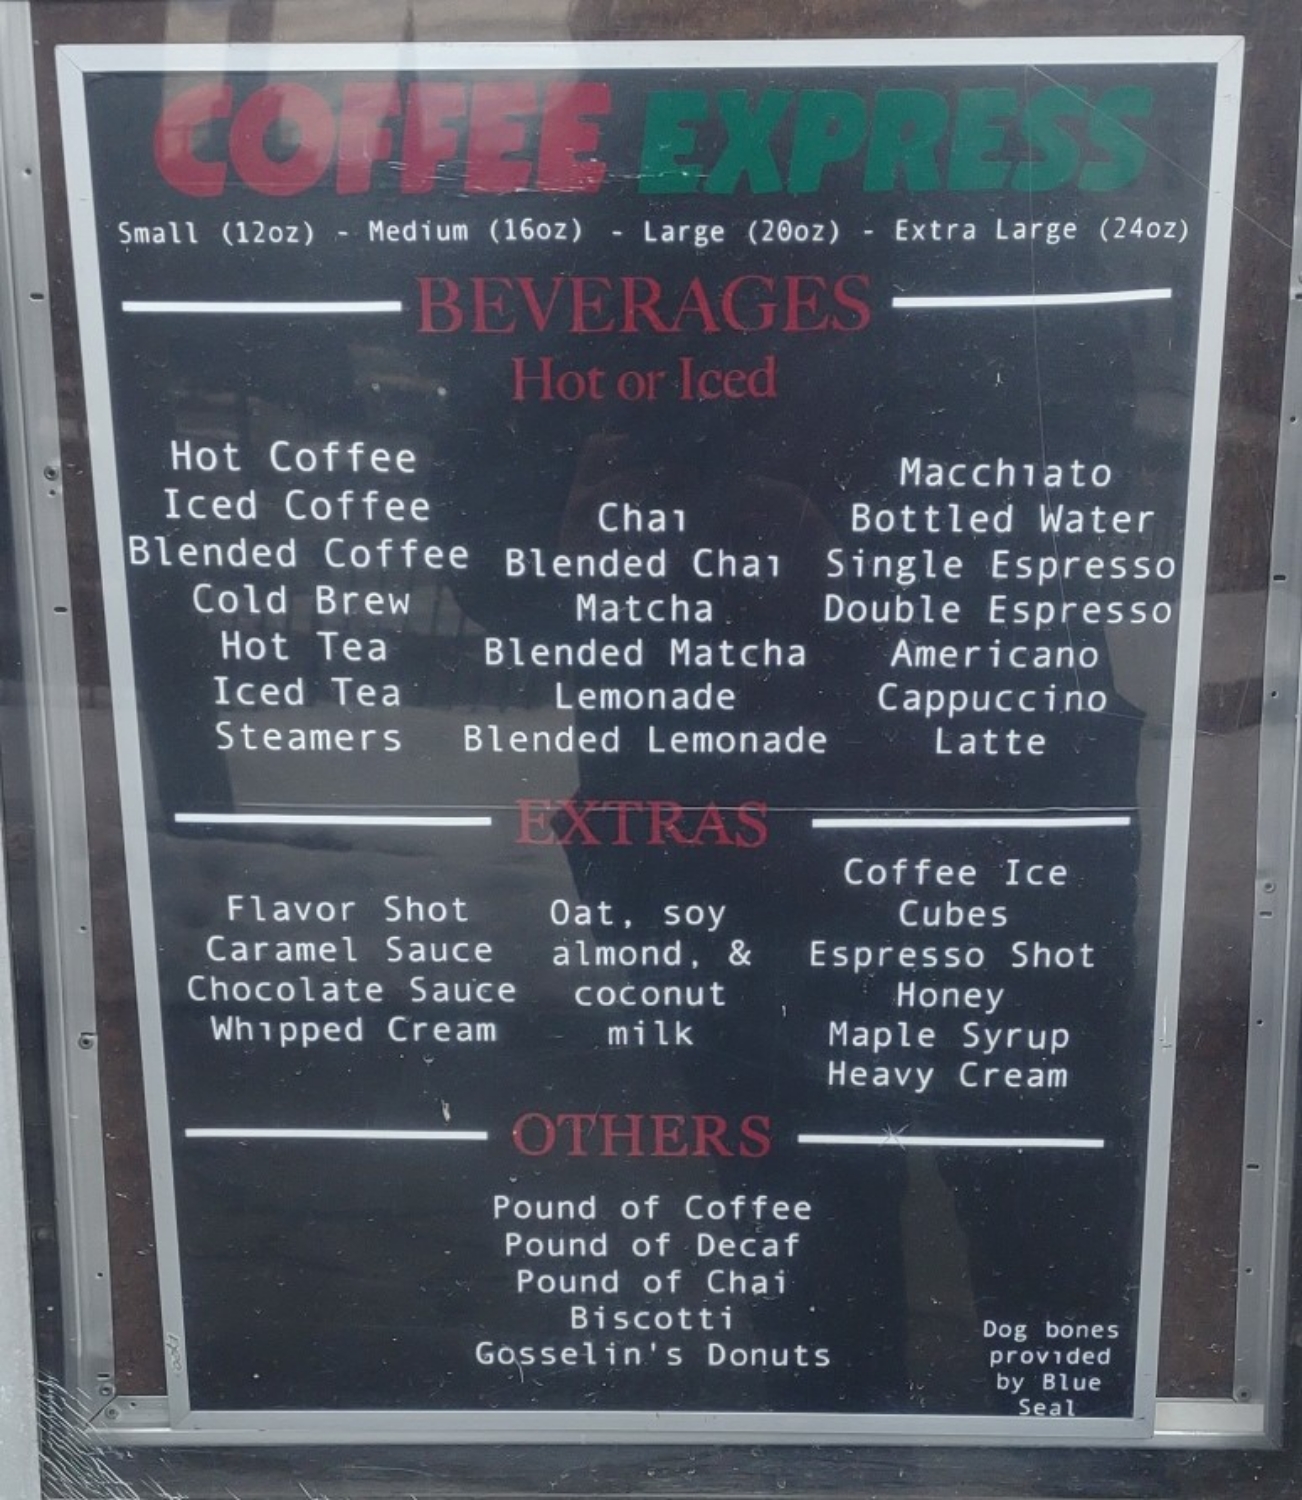 COFFEE EXPRESS
Small (12oz) - Medium (16oz) - Large (20oz) - Extra Large (24oz)
BEVERAGES
Hot or Iced
Hot Coffee
Iced Coffee
Blended Coffee
Cold Brew
Hot Tea
Iced Tea
Steamers
Chai
Blended Chai
Matcha
Blended Matcha
Lemonade
Blended Lemonade
Macchiato
Bottled Water
Single Espresso
Double Espresso
Americano
Cappuccino
Latte
EXTRAS
Flavor Shot
Caramel Sauce
Chocolate Sauce
Whipped Cream
Oat, soy
almond, &
coconut
milk
Coffee Ice
Cubes
Espresso Shot
Honey
Maple Syrup
Heavy Cream
OTHERS
Pound of Coffee
Pound of Decaf
Pound of Chai
Biscotti
Gosselin's Donuts
Dog bones
provided
by Blue
Seal